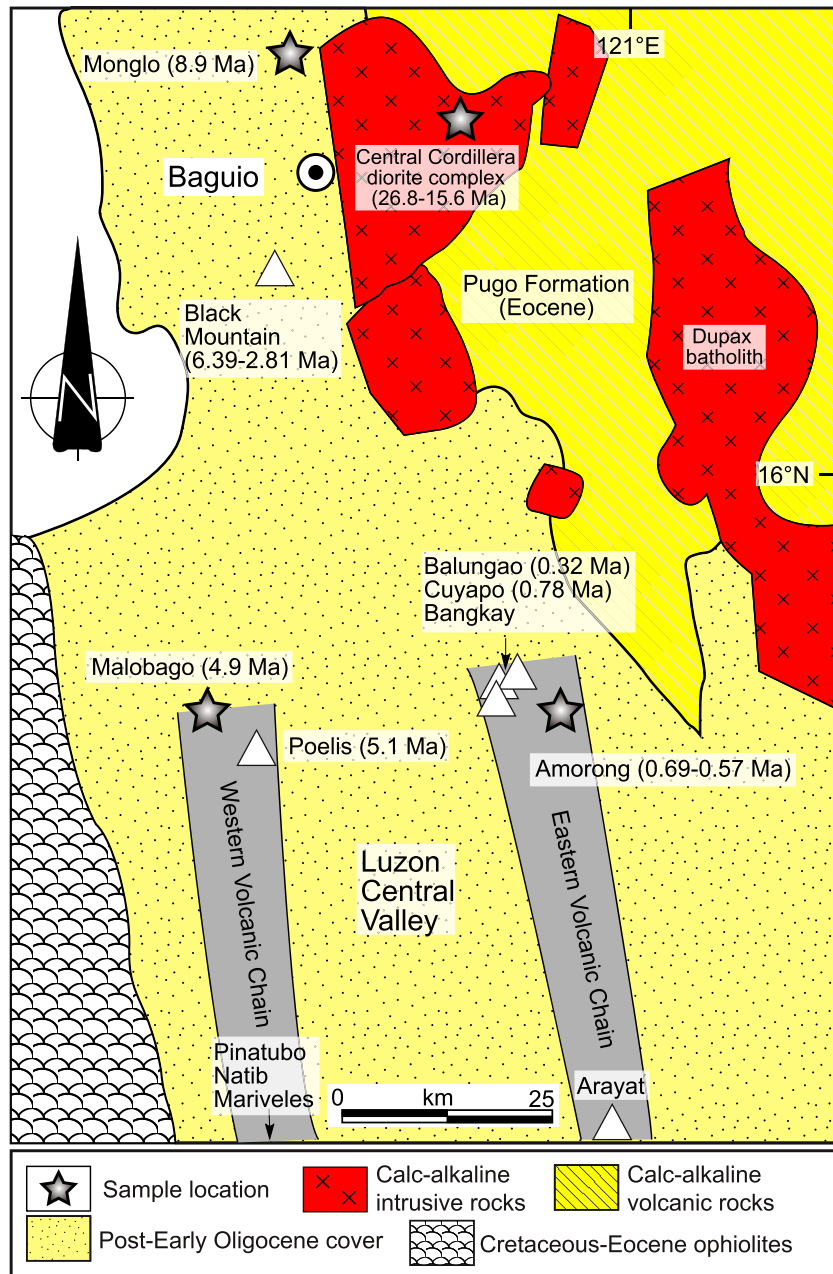 121°E
Monglo (8.9 Ma)
Central Cordillera
diorite complex
(26.8-15.6 Ma)
Baguio
Pugo Formation
(Eocene)
Black
Mountain
(6.39-2.81 Ma)
Dupax
batholith
N
16°N
Balungao (0.32 Ma)
Cuyapo (0.78 Ma)
Bangkay
Malobago (4.9 Ma)
Poelis (5.1 Ma)
Amorong (0.69-0.57 Ma)
Western Volcanic Chain
Eastern Volcanic Chain
Luzon
Central
Valley
Pinatubo
Natib
Mariveles
0 km 25
Arayat
Sample location
Calc-alkaline
intrusive rocks
Calc-alkaline
volcanic rocks
Post-Early Oligocene cover
Cretaceous-Eocene ophiolites